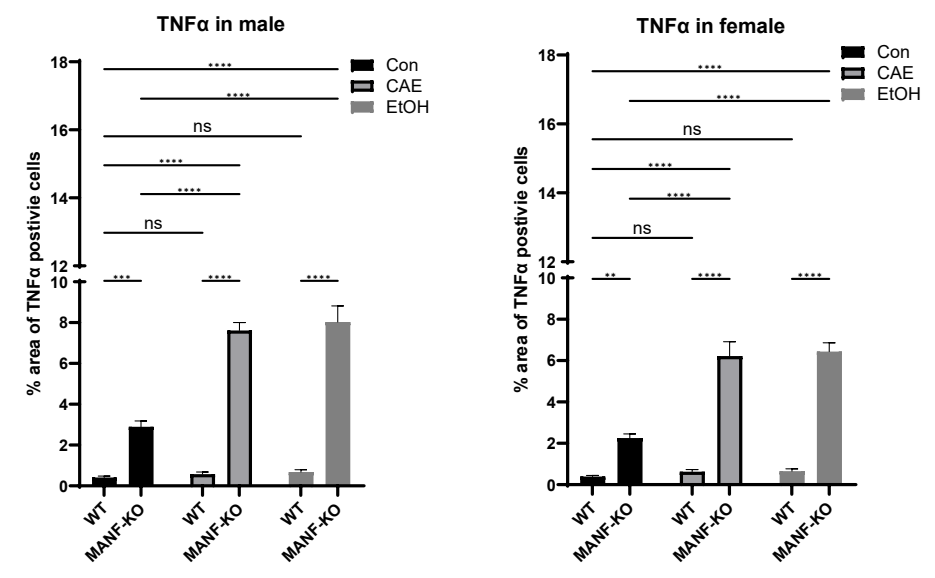 TNFα in male
% area of TNFα postivie cells
18
16
14
12
10
8
6
4
2
0
****
****
ns
****
****
ns
***
****
****
Con
CAE
EtOH
WT
MANF-KO
WT
MANF-KO
WT
MANF-KO
TNFα in female
% area of TNFα postivie cells
18
16
14
12
10
8
6
4
2
0
****
****
ns
****
****
ns
**
****
****
Con
CAE
EtOH
WT
MANF-KO
WT
MANF-KO
WT
MANF-KO